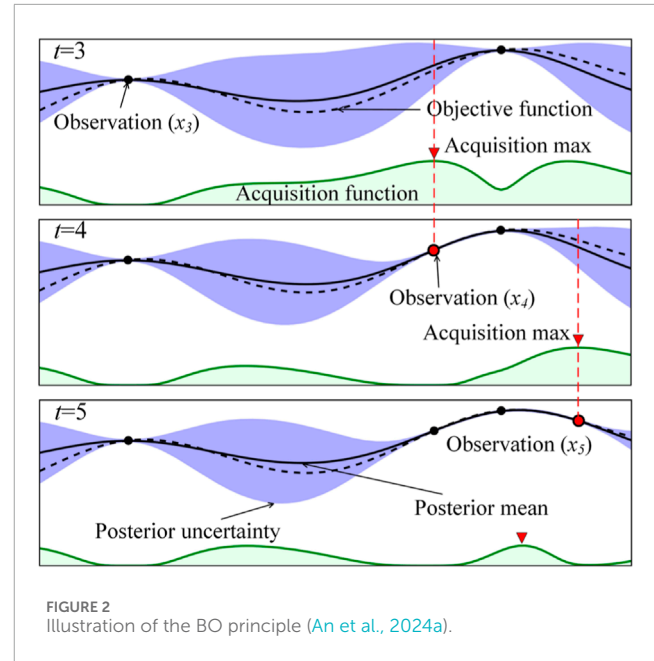 t=3
Observation (x₃)
Objective function
Acquisition max
Acquisition function
t=4
Observation (x₄)
Acquisition max
t=5
Observation (x₅)
Posterior mean
Posterior uncertainty
FIGURE 2
Illustration of the BO principle (An et al., 2024a).